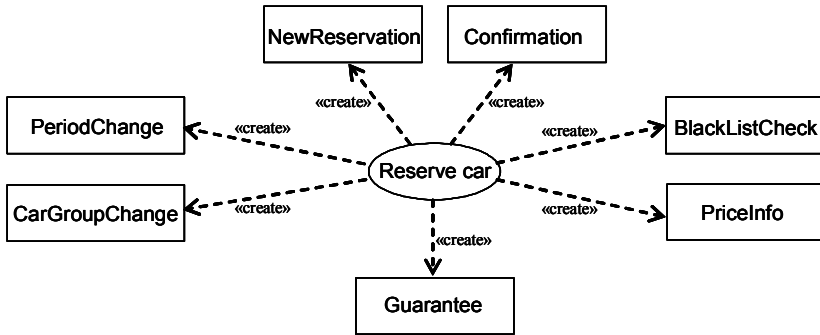 NewReservation
Confirmation
«create»
«create»
PeriodChange
«create»
«create»
BlackListCheck
Reserve car
CarGroupChange
«create»
«create»
PriceInfo
«create»
Guarantee